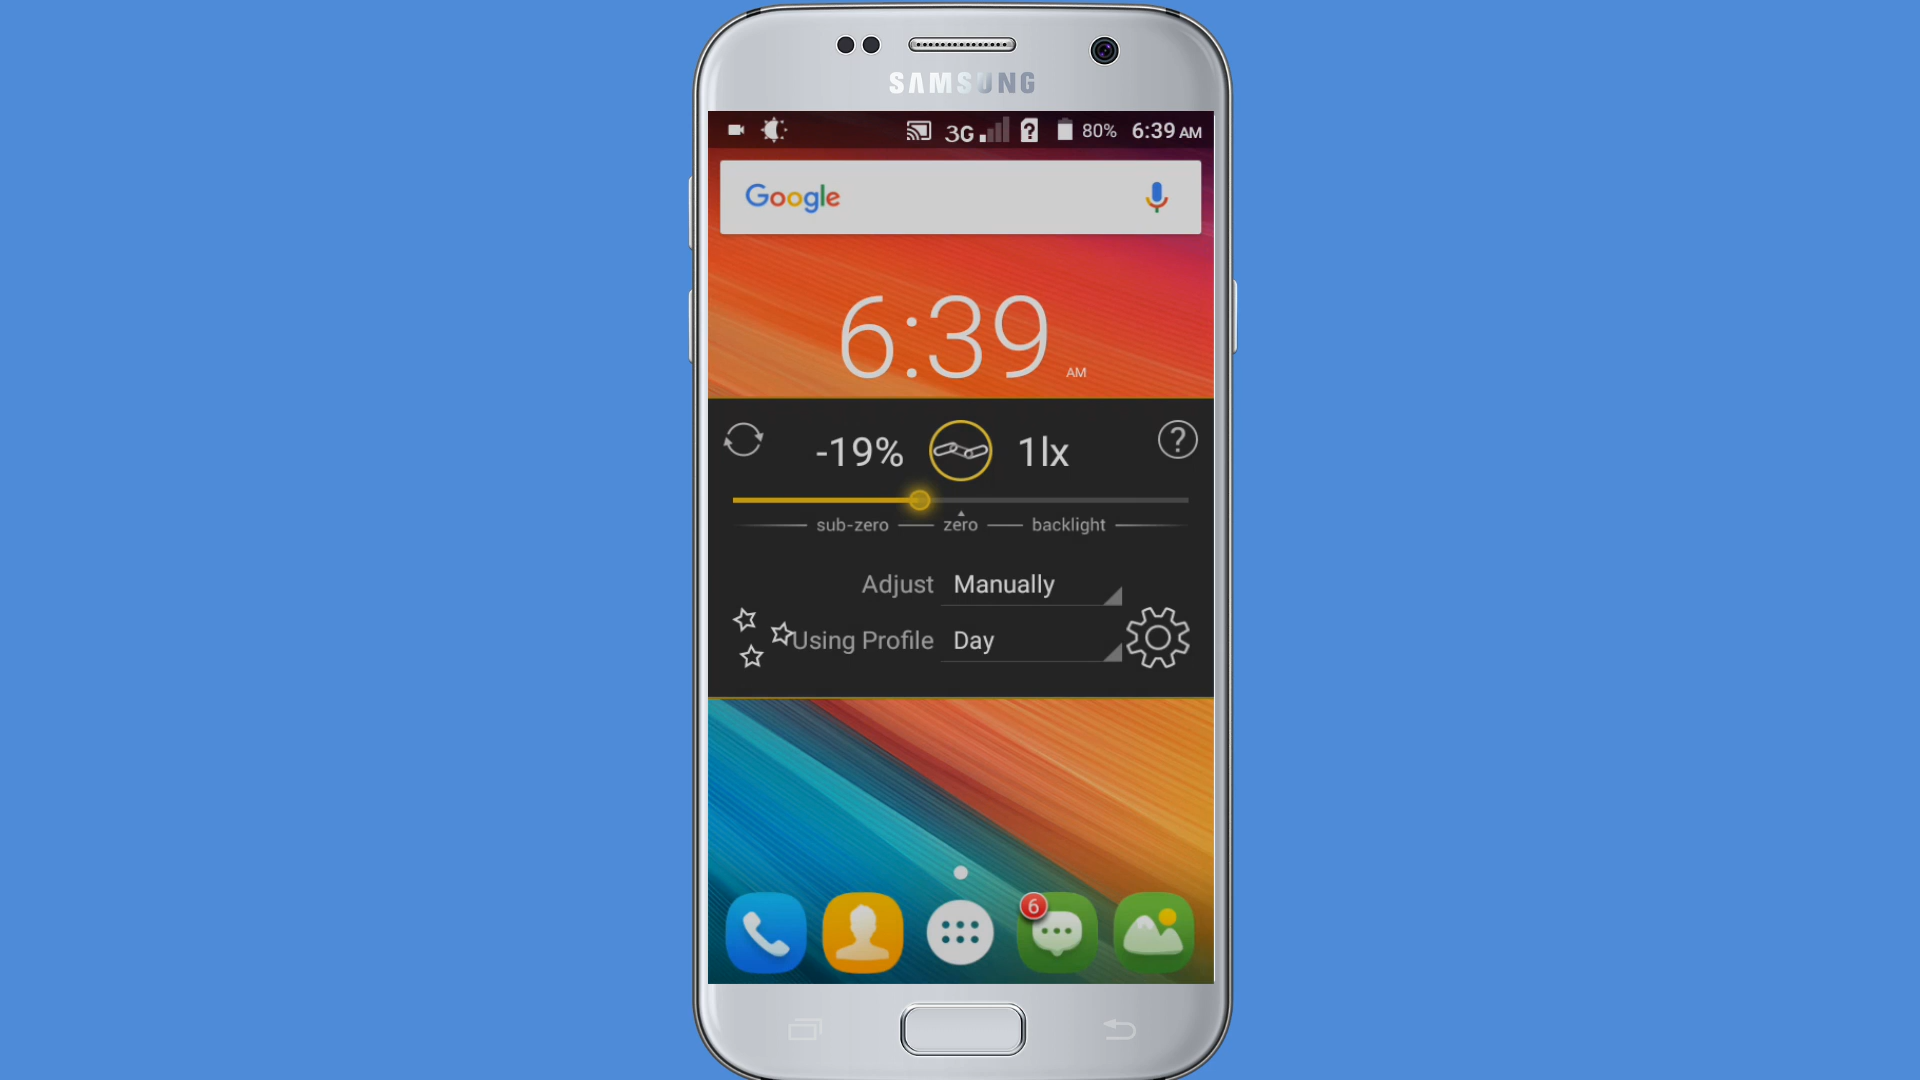 SAMSUNG
3G ? 80% 6:39 AM
Google
6:39 AM
-19% 1lx ?
sub-zero zero backlight
Adjust Manually
Using Profile Day
6